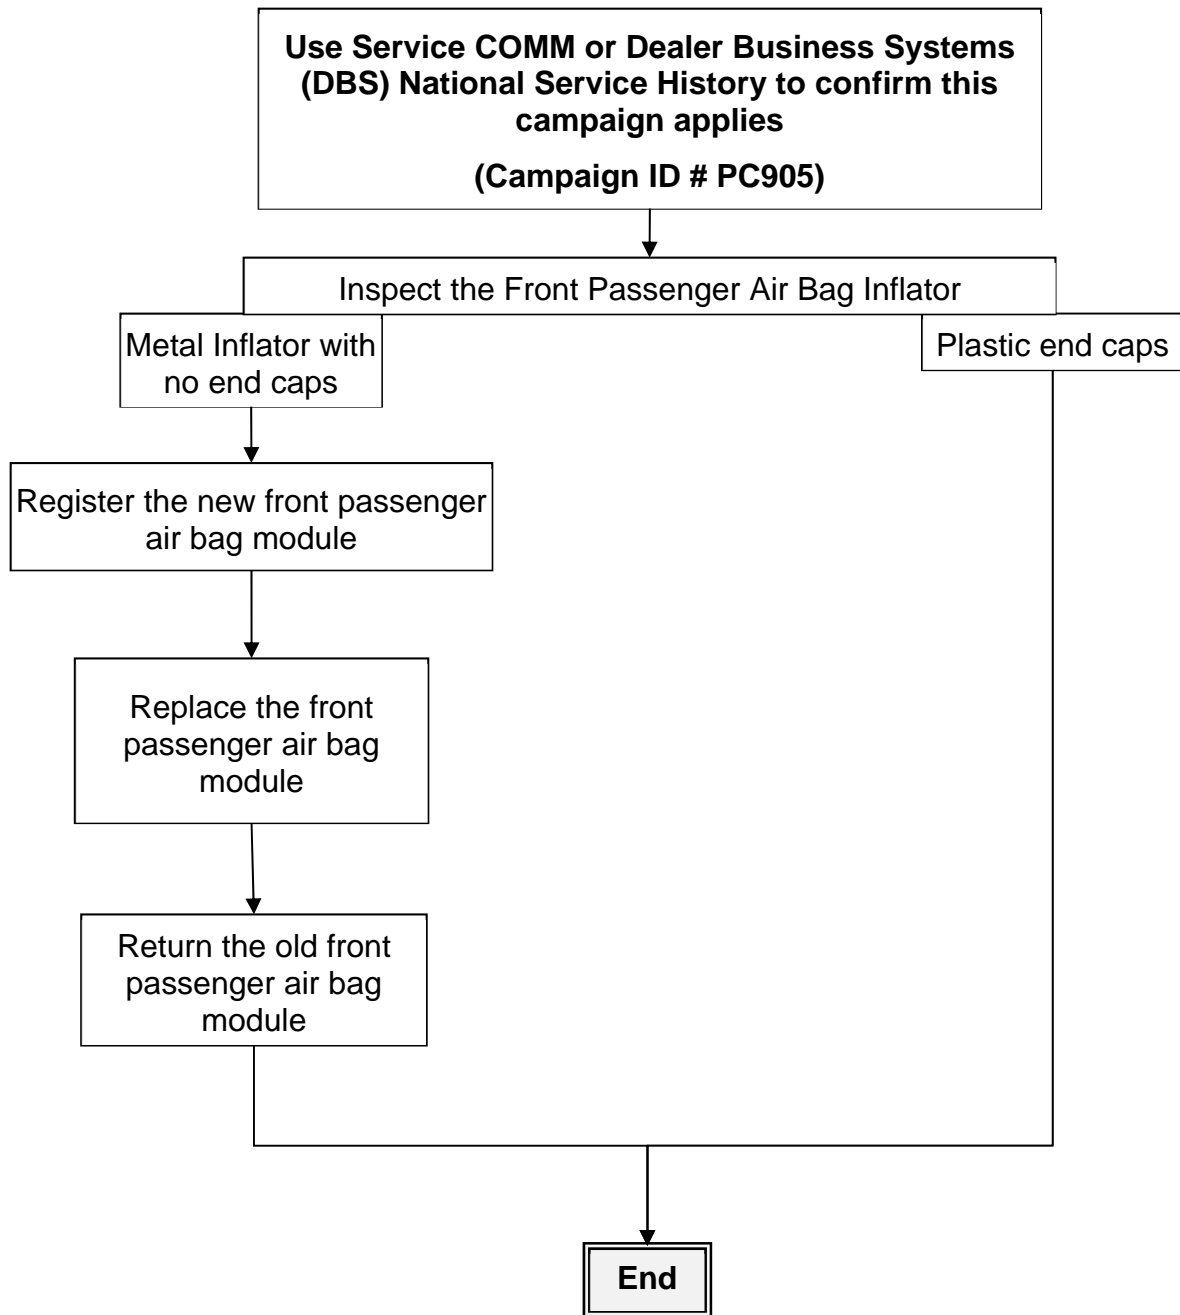 Use Service COMM or Dealer Business Systems
(DBS) National Service History to confirm this
campaign applies
(Campaign ID # PC905)
Inspect the Front Passenger Air Bag Inflator
Metal Inflator with
no end caps
Plastic end caps
Register the new front passenger
air bag module
Replace the front
passenger air bag
module
Return the old front
passenger air bag
module
End